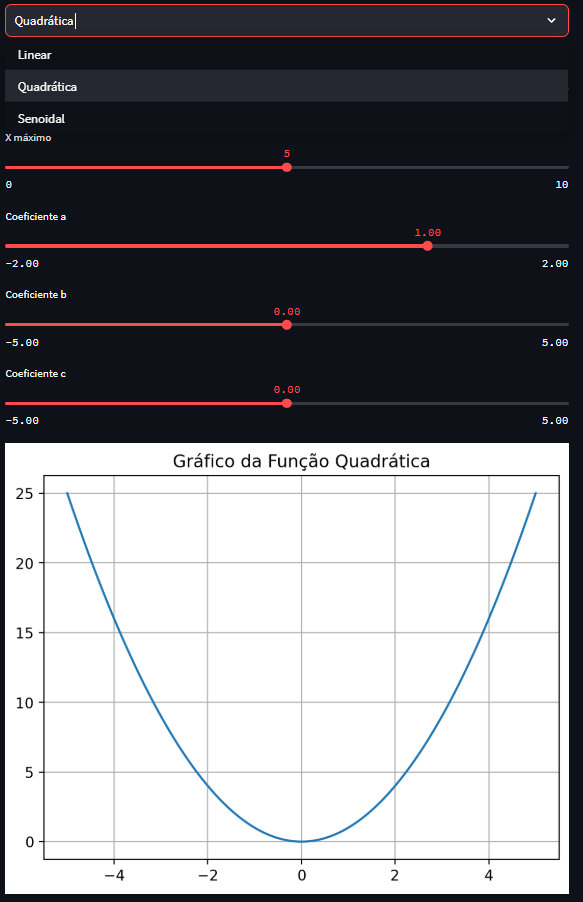 Quadrática
Linear
Quadrática
Senoidal
X máximo
5
0 10
Coeficiente a
1.00
-2.00 2.00
Coeficiente b
0.00
-5.00 5.00
Coeficiente c
0.00
-5.00 5.00
Gráfico da Função Quadrática
25
20
15
10
5
0
−4 −2 0 2 4